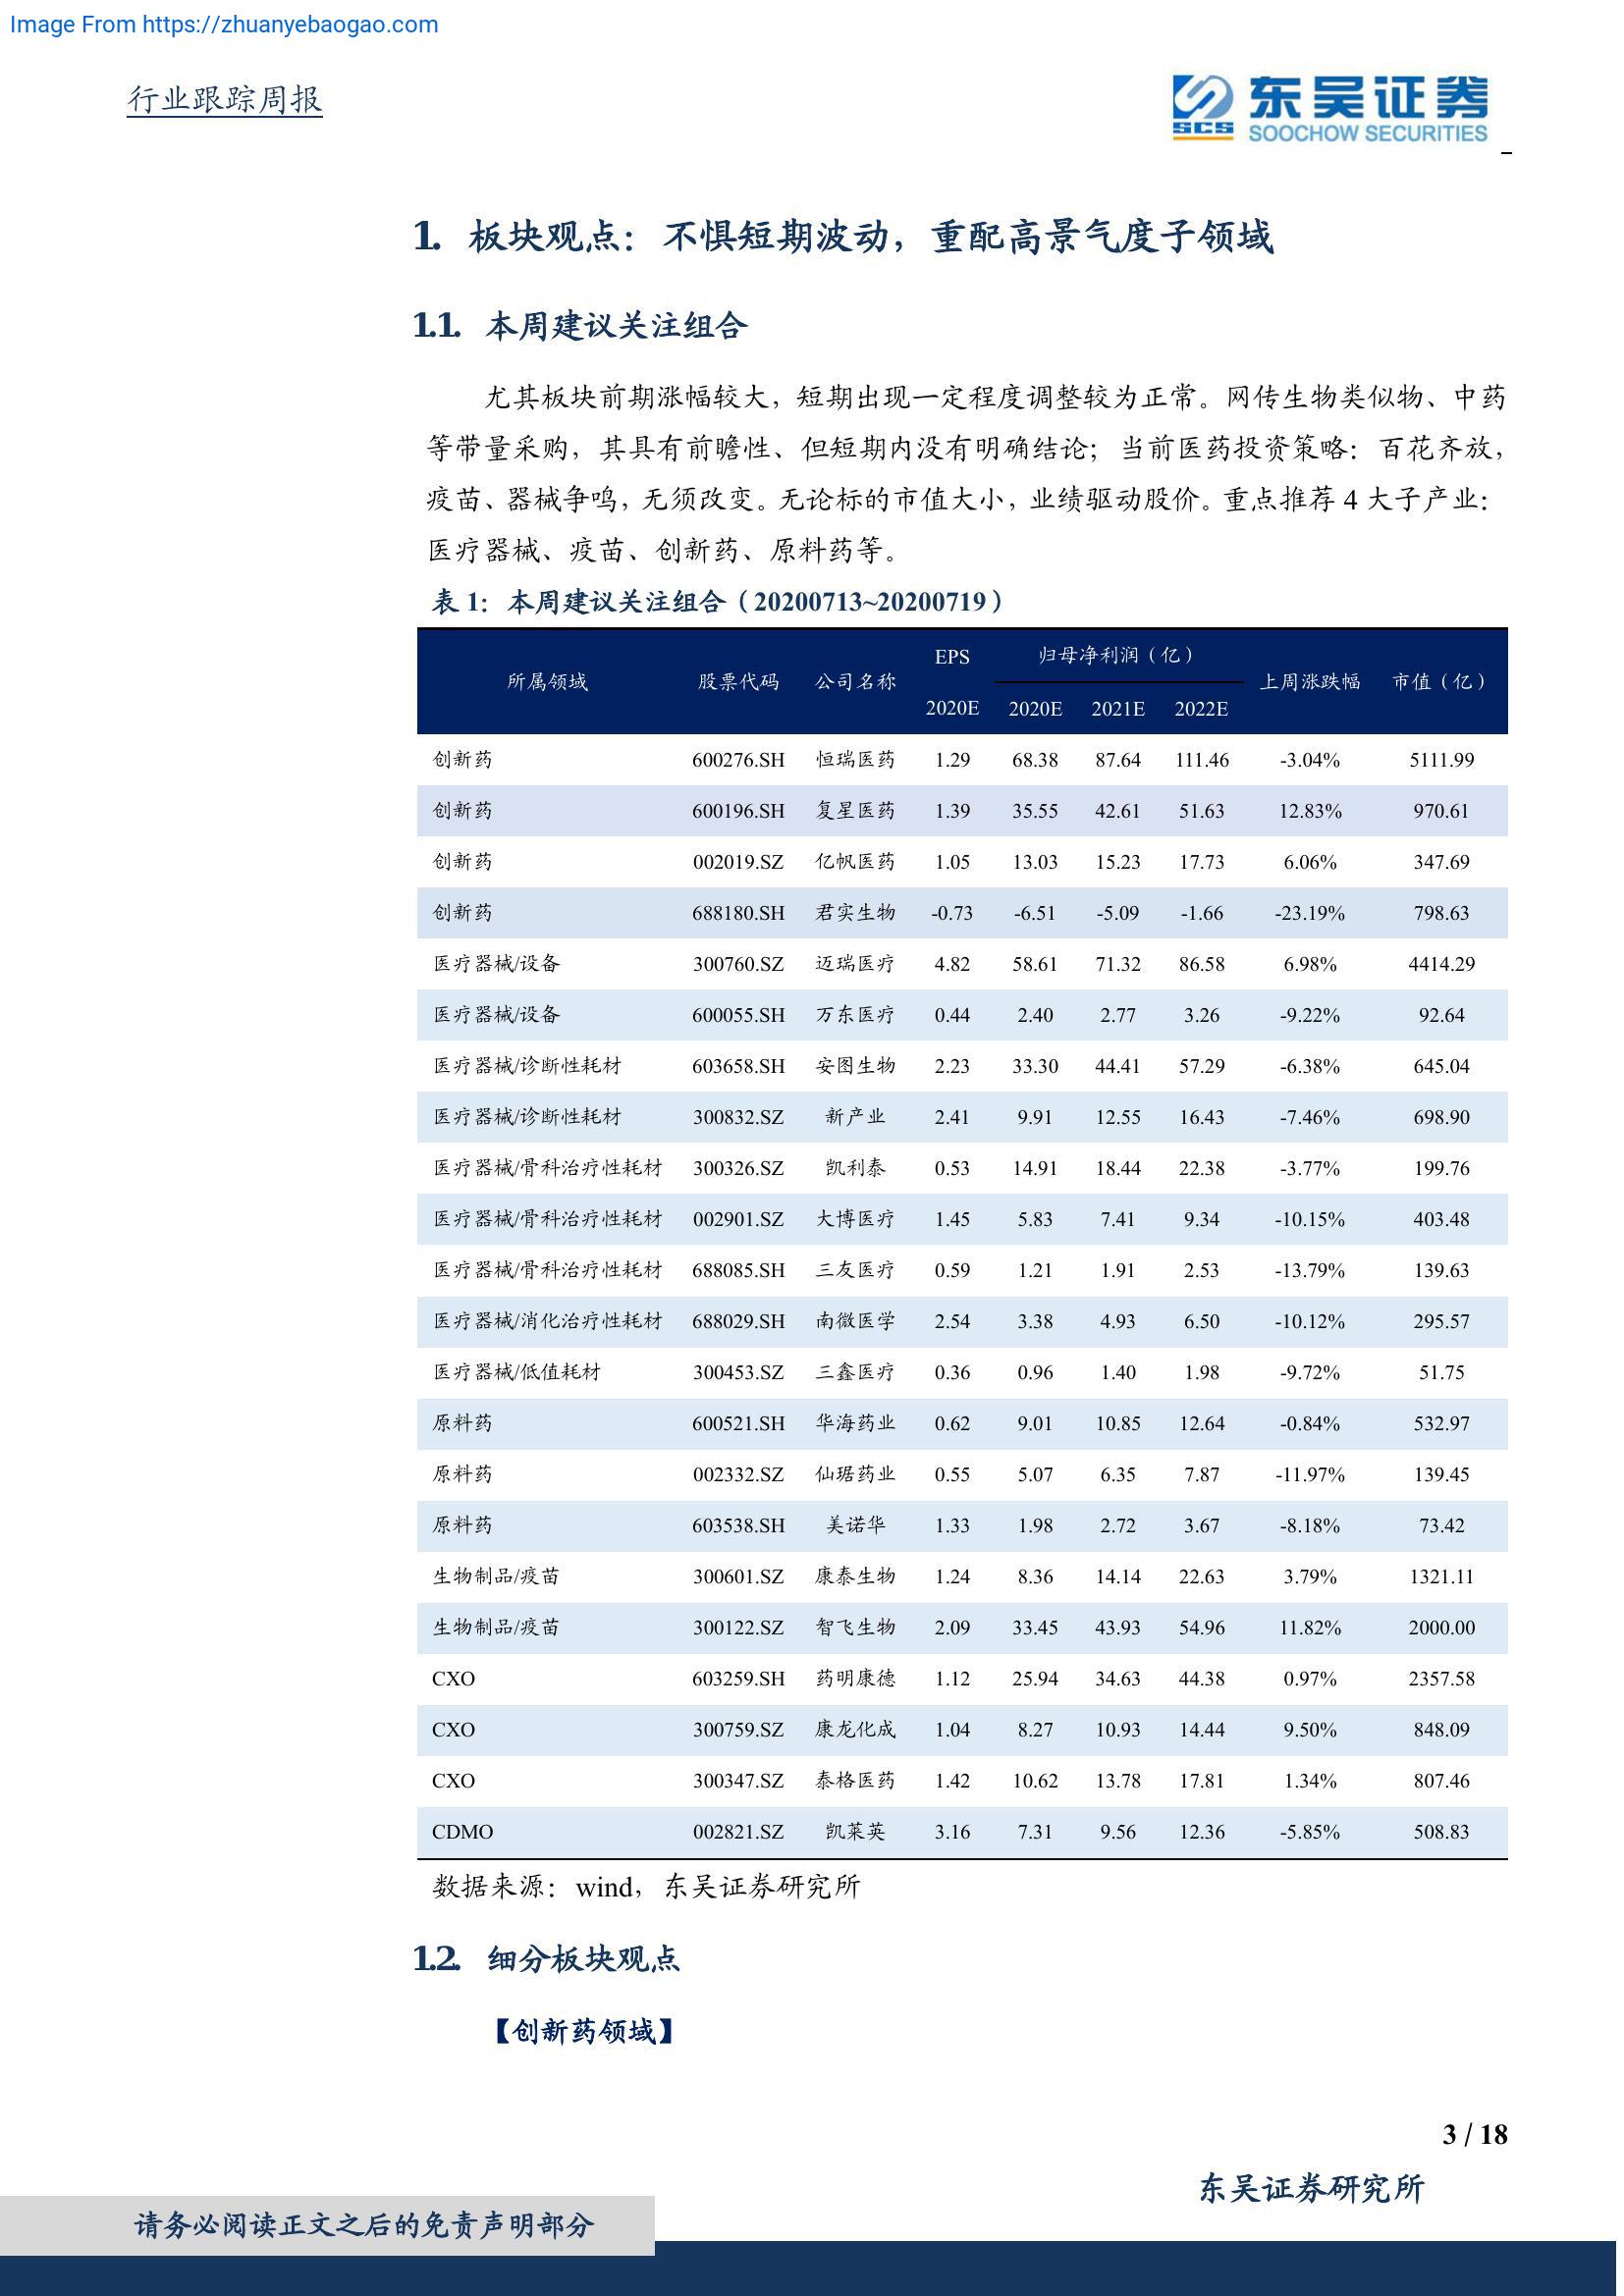 Image From https://zhuanyebaogao.com
行业跟踪周报
东吴证券
SCS SOOCHOW SECURITIES
1. 板块观点：不惧短期波动，重配高景气度子领域
1.1. 本周建议关注组合
尤其板块前期涨幅较大，短期出现一定程度调整较为正常。网传生物类似物、中药
等带量采购，其具有前瞻性、但短期内没有明确结论；当前医药投资策略：百花齐放，
疫苗、器械争鸣，无须改变。无论标的市值大小，业绩驱动股价。重点推荐 4 大子产业：
医疗器械、疫苗、创新药、原料药等。
表 1：本周建议关注组合（20200713~20200719）
所属领域 股票代码 公司名称 EPS 归母净利润（亿） 上周涨跌幅 市值（亿）
2020E 2020E 2021E 2022E
创新药 600276.SH 恒瑞医药 1.29 68.38 87.64 111.46 -3.04% 5111.99
创新药 600196.SH 复星医药 1.39 35.55 42.61 51.63 12.83% 970.61
创新药 002019.SZ 亿帆医药 1.05 13.03 15.23 17.73 6.06% 347.69
创新药 688180.SH 君实生物 -0.73 -6.51 -5.09 -1.66 -23.19% 798.63
医疗器械/设备 300760.SZ 迈瑞医疗 4.82 58.61 71.32 86.58 6.98% 4414.29
医疗器械/设备 600055.SH 万东医疗 0.44 2.40 2.77 3.26 -9.22% 92.64
医疗器械/诊断性耗材 603658.SH 安图生物 2.23 33.30 44.41 57.29 -6.38% 645.04
医疗器械/诊断性耗材 300832.SZ 新产业 2.41 9.91 12.55 16.43 -7.46% 698.90
医疗器械/骨科治疗性耗材 300326.SZ 凯利泰 0.53 14.91 18.44 22.38 -3.77% 199.76
医疗器械/骨科治疗性耗材 002901.SZ 大博医疗 1.45 5.83 7.41 9.34 -10.15% 403.48
医疗器械/骨科治疗性耗材 688085.SH 三友医疗 0.59 1.21 1.91 2.53 -13.79% 139.63
医疗器械/消化治疗性耗材 688029.SH 南微医学 2.54 3.38 4.93 6.50 -10.12% 295.57
医疗器械/低值耗材 300453.SZ 三鑫医疗 0.36 0.96 1.40 1.98 -9.72% 51.75
原料药 600521.SH 华海药业 0.62 9.01 10.85 12.64 -0.84% 532.97
原料药 002332.SZ 仙琚药业 0.55 5.07 6.35 7.87 -11.97% 139.45
原料药 603538.SH 美诺华 1.33 1.98 2.72 3.67 -8.18% 73.42
生物制品/疫苗 300601.SZ 康泰生物 1.24 8.36 14.14 22.63 3.79% 1321.11
生物制品/疫苗 300122.SZ 智飞生物 2.09 33.45 43.93 54.96 11.82% 2000.00
CXO 603259.SH 药明康德 1.12 25.94 34.63 44.38 0.97% 2357.58
CXO 300759.SZ 康龙化成 1.04 8.27 10.93 14.44 9.50% 848.09
CXO 300347.SZ 泰格医药 1.42 10.62 13.78 17.81 1.34% 807.46
CDMO 002821.SZ 凯莱英 3.16 7.31 9.56 12.36 -5.85% 508.83
数据来源：wind，东吴证券研究所
1.2. 细分板块观点
【创新药领域】
3 / 18
东吴证券研究所
请务必阅读正文之后的免责声明部分